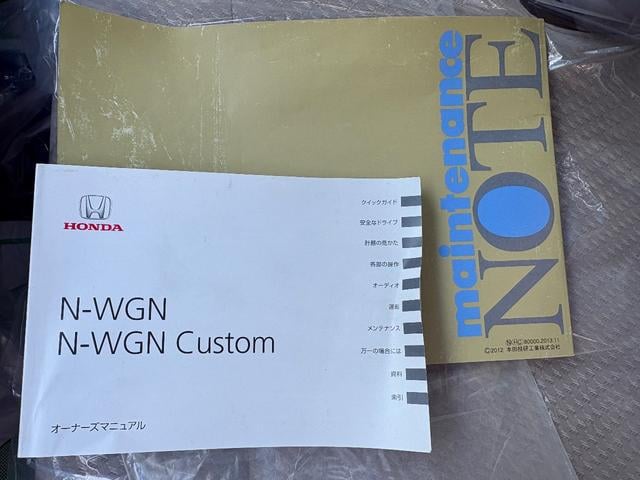 maintenance
NOTE
80000.2013.11
©2012 本田技研工業株式会社
HONDA
N-WGN
N-WGN Custom
オーナーズマニュアル
クイックガイド
安全なドライブ
計器の見かた
各部の操作
オーディオ
運転
メンテナンス
万一の場合には
資料
索引